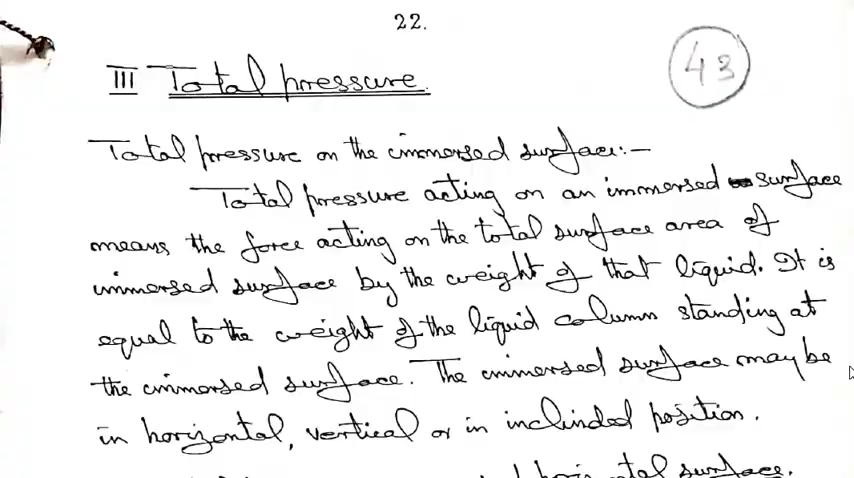 22.
43
III Total pressure.
Total pressure on the immersed surface:-
Total pressure acting on an immersed surface
means the force acting on the total surface area of
immersed surface by the weight of that liquid. It is
equal to the weight of the liquid column standing at
the immersed surface. The immersed surface may be
in horizontal, vertical or in inclinded position.
horizontal surface.